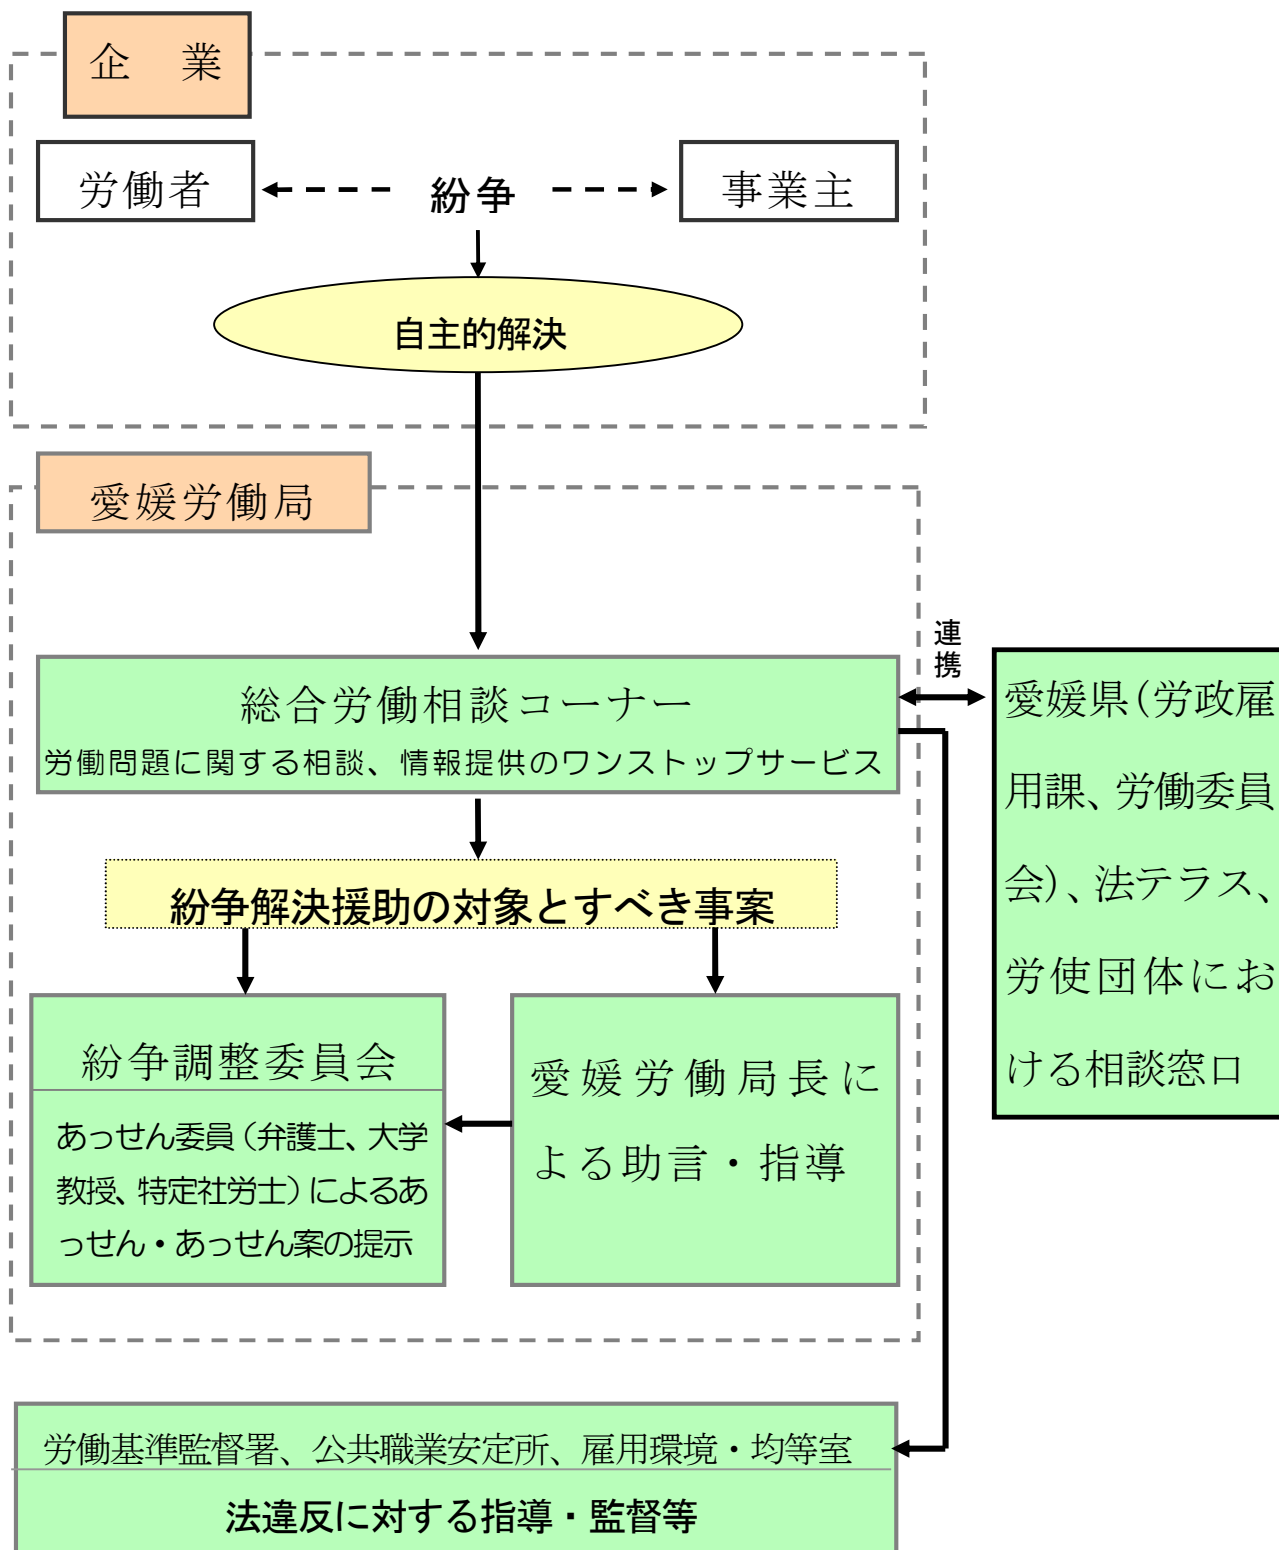 企　業
労働者
紛争
事業主
自主的解決
愛媛労働局
連
携
総合労働相談コーナー
労働問題に関する相談、情報提供のワンストップサービス
愛媛県（労政雇
用課、労働委員
会）、法テラス、
労使団体にお
ける相談窓口
紛争解決援助の対象とすべき事案
紛争調整委員会
あっせん委員（弁護士、大学
教授、特定社労士）によるあ
っせん・あっせん案の提示
愛媛労働局長に
よる助言・指導
労働基準監督署、公共職業安定所、雇用環境・均等室
法違反に対する指導・監督等